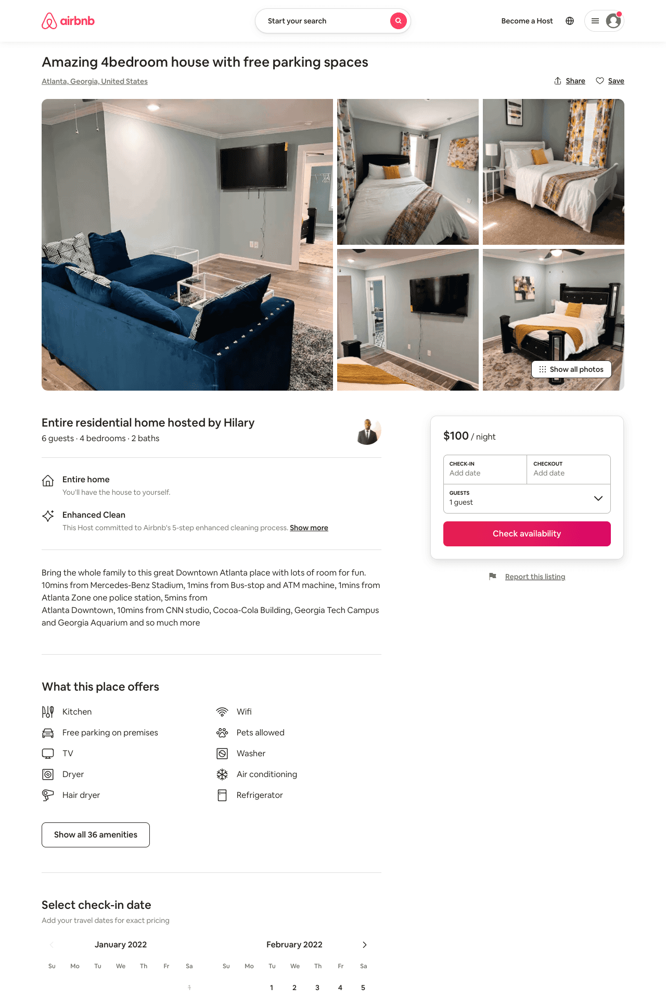 airbnb
Start your search
Become a Host
Amazing 4bedroom house with free parking spaces
Atlanta, Georgia, United States
Share
Save
Show all photos
Entire residential home hosted by Hilary
6 guests · 4 bedrooms · 2 baths
Entire home
You'll have the house to yourself.
Enhanced Clean
This Host committed to Airbnb's 5-step enhanced cleaning process. Show more
$100 / night
CHECK-IN
Add date
CHECKOUT
Add date
GUESTS
1 guest
Check availability
Report this listing
Bring the whole family to this great Downtown Atlanta place with lots of room for fun.
10mins from Mercedes-Benz Stadium, 1mins from Bus-stop and ATM machine, 1mins from
Atlanta Zone one police station, 5mins from
Atlanta Downtown, 10mins from CNN studio, Cocoa-Cola Building, Georgia Tech Campus
and Georgia Aquarium and so much more
What this place offers
Kitchen
Wifi
Free parking on premises
Pets allowed
TV
Washer
Dryer
Air conditioning
Hair dryer
Refrigerator
Show all 36 amenities
Select check-in date
Add your travel dates for exact pricing
January 2022
Su Mo Tu We Th Fr Sa
1
February 2022
Su Mo Tu We Th Fr Sa
1 2 3 4 5